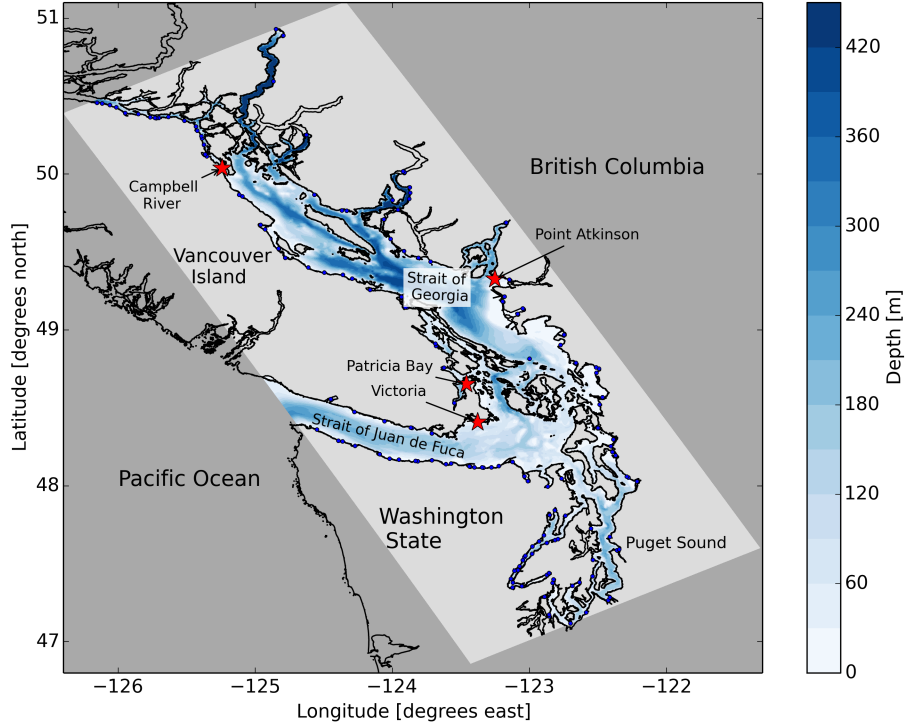 51
50
49
48
47
−126
−125
−124
−123
−122
Latitude [degrees north]
Longitude [degrees east]
British Columbia
Campbell
River
Point Atkinson
Vancouver
Island
Strait of
Georgia
Patricia Bay
Victoria
Strait of Juan de Fuca
Pacific Ocean
Washington
State
Puget Sound
420
360
300
240
180
120
60
0
Depth [m]